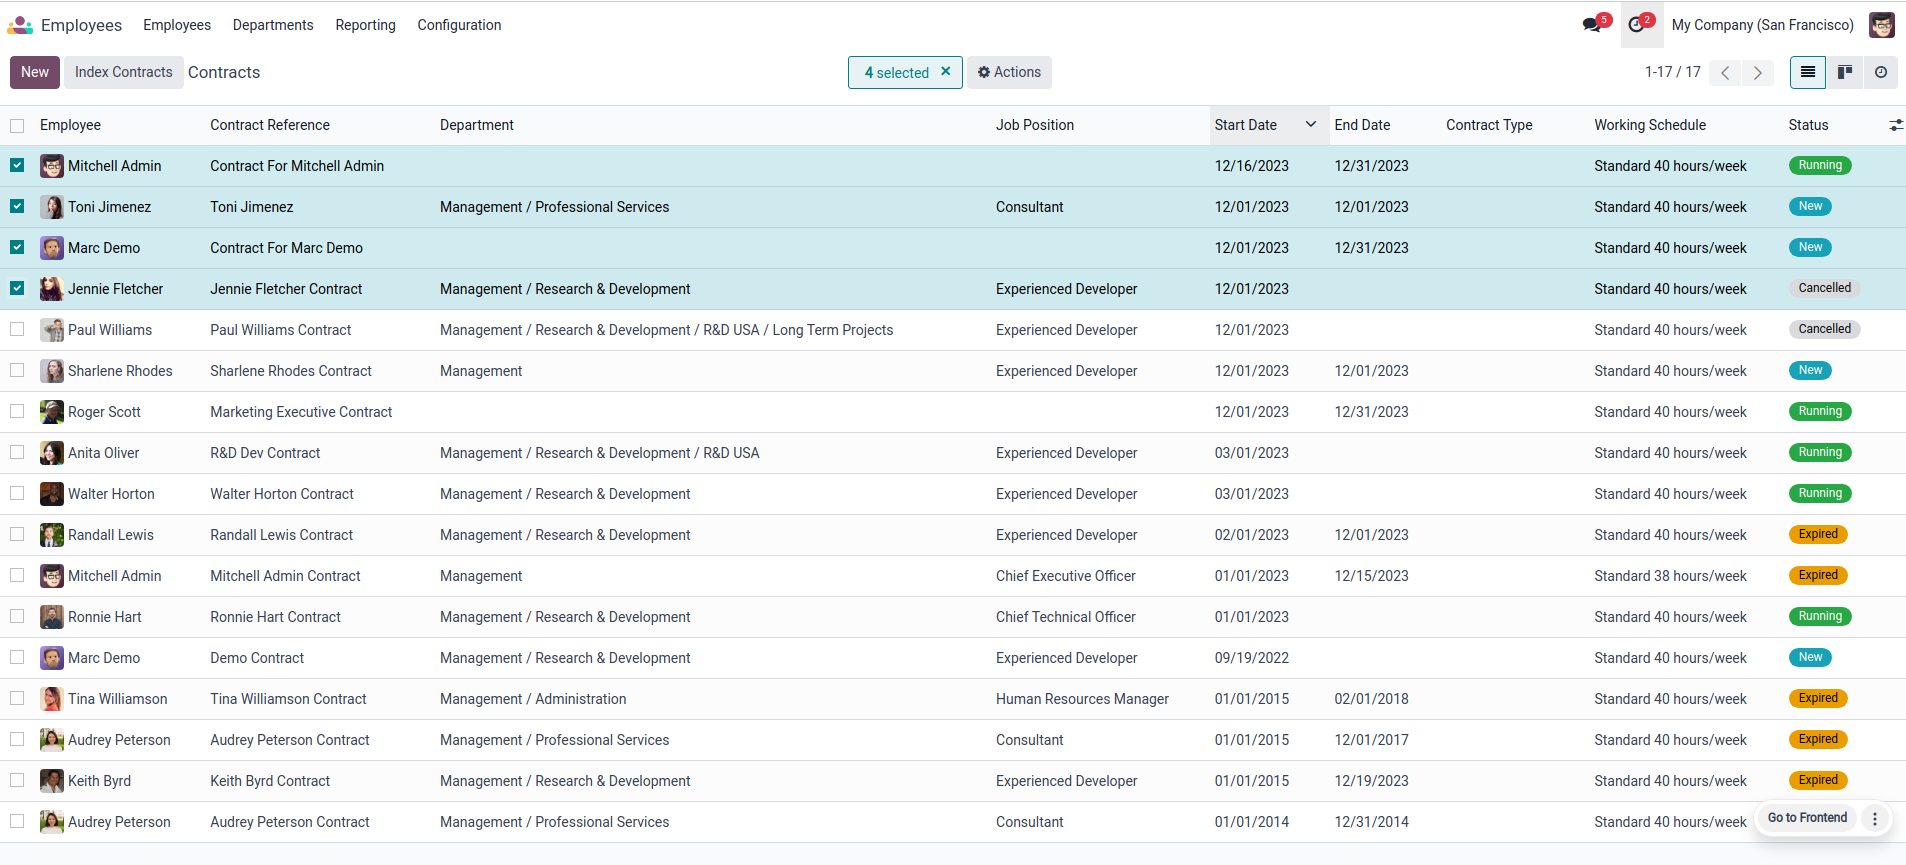 Employees Employees Departments Reporting Configuration 5 2 My Company (San Francisco)
New Index Contracts Contracts 4 selected × Actions 1-17 / 17
Employee Contract Reference Department Job Position Start Date End Date Contract Type Working Schedule Status
Mitchell Admin Contract For Mitchell Admin 12/16/2023 12/31/2023 Standard 40 hours/week Running
Toni Jimenez Toni Jimenez Management / Professional Services Consultant 12/01/2023 12/01/2023 Standard 40 hours/week New
Marc Demo Contract For Marc Demo 12/01/2023 12/31/2023 Standard 40 hours/week New
Jennie Fletcher Jennie Fletcher Contract Management / Research & Development Experienced Developer 12/01/2023 Standard 40 hours/week Cancelled
Paul Williams Paul Williams Contract Management / Research & Development / R&D USA / Long Term Projects Experienced Developer 12/01/2023 Standard 40 hours/week Cancelled
Sharlene Rhodes Sharlene Rhodes Contract Management Experienced Developer 12/01/2023 12/01/2023 Standard 40 hours/week New
Roger Scott Marketing Executive Contract 12/01/2023 12/31/2023 Standard 40 hours/week Running
Anita Oliver R&D Dev Contract Management / Research & Development / R&D USA Experienced Developer 03/01/2023 Standard 40 hours/week Running
Walter Horton Walter Horton Contract Management / Research & Development Experienced Developer 03/01/2023 Standard 40 hours/week Running
Randall Lewis Randall Lewis Contract Management / Research & Development Experienced Developer 02/01/2023 12/01/2023 Standard 40 hours/week Expired
Mitchell Admin Mitchell Admin Contract Management Chief Executive Officer 01/01/2023 12/15/2023 Standard 38 hours/week Expired
Ronnie Hart Ronnie Hart Contract Management / Research & Development Chief Technical Officer 01/01/2023 Standard 40 hours/week Running
Marc Demo Demo Contract Management / Research & Development Experienced Developer 09/19/2022 Standard 40 hours/week New
Tina Williamson Tina Williamson Contract Management / Administration Human Resources Manager 01/01/2015 02/01/2018 Standard 40 hours/week Expired
Audrey Peterson Audrey Peterson Contract Management / Professional Services Consultant 01/01/2015 12/01/2017 Standard 40 hours/week Expired
Keith Byrd Keith Byrd Contract Management / Research & Development Experienced Developer 01/01/2015 12/19/2023 Standard 40 hours/week Expired
Audrey Peterson Audrey Peterson Contract Management / Professional Services Consultant 01/01/2014 12/31/2014 Standard 40 hours/week Go to Frontend